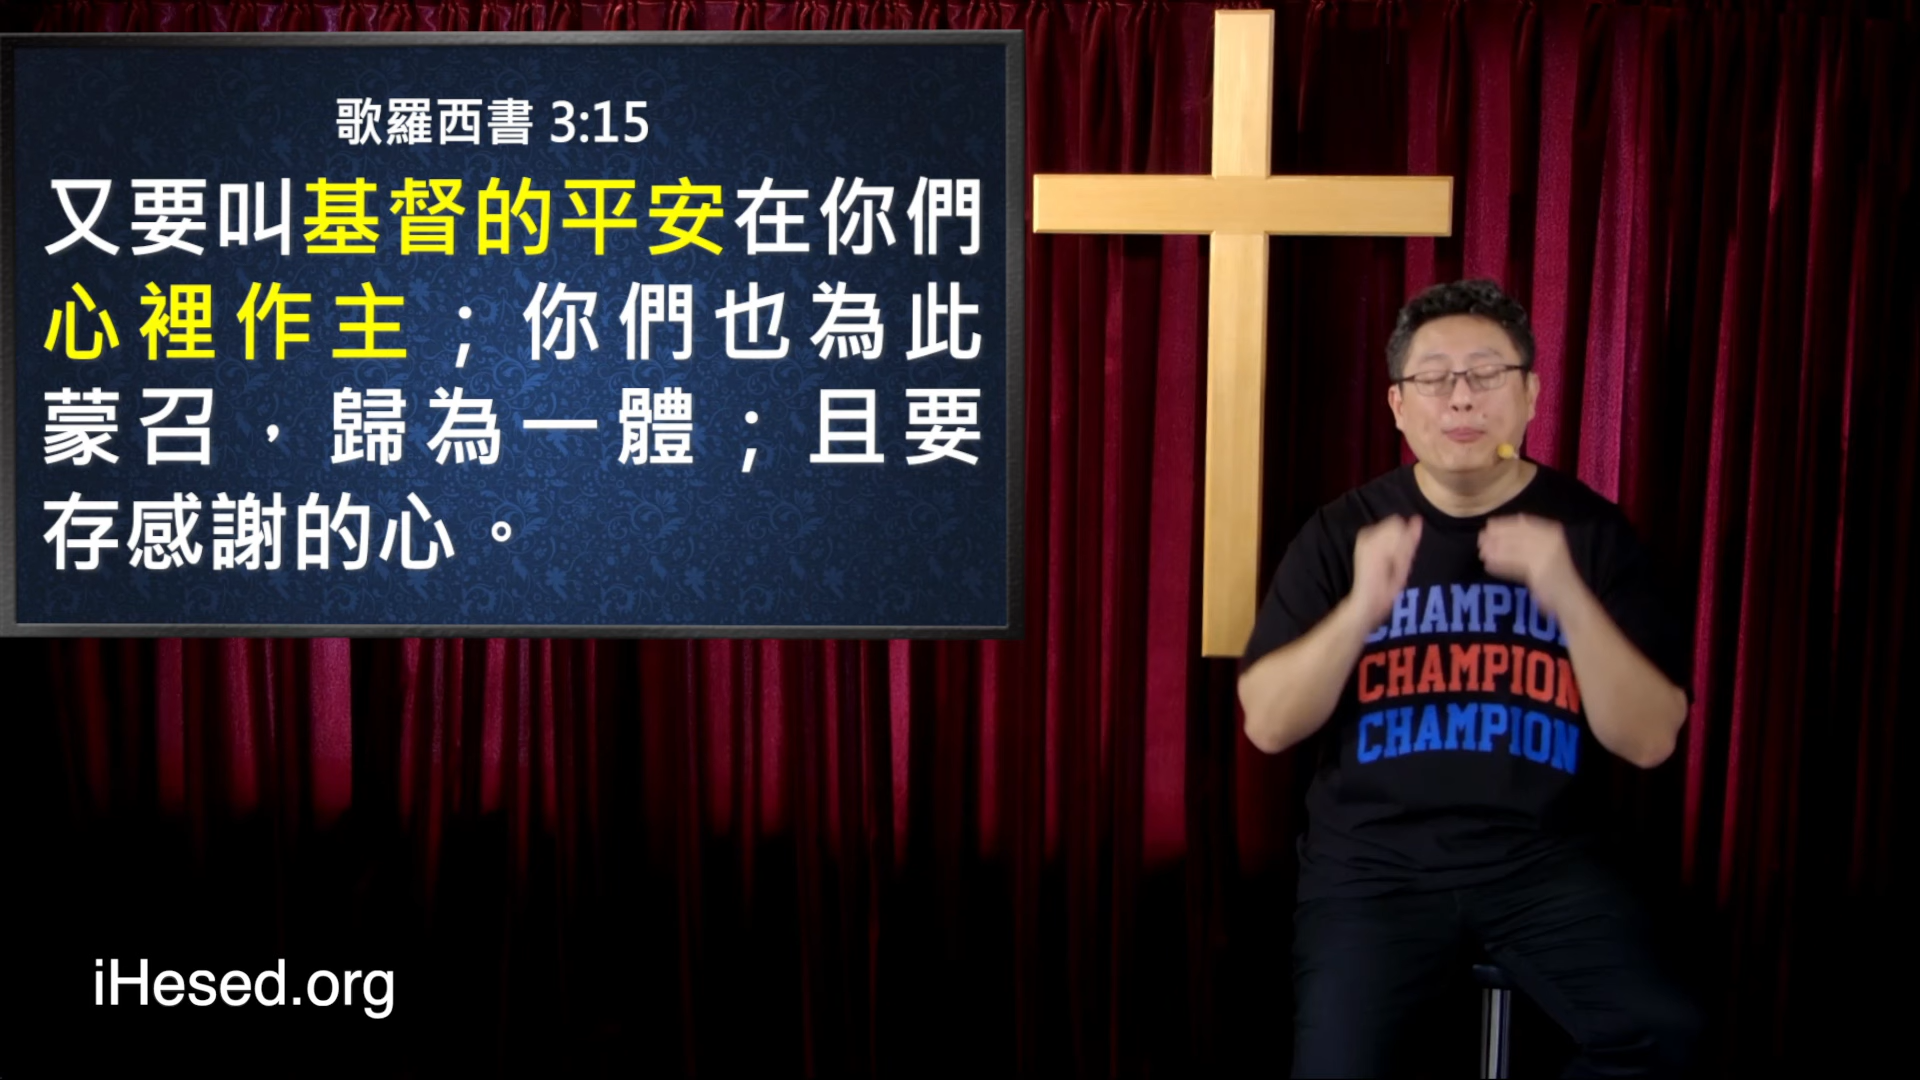 歌羅西書 3:15
又要叫基督的平安在你們
心裡作主；你們也為此
蒙召，歸為一體；且要
存感謝的心。
CHAMPION
CHAMPION
CHAMPION
iHesed.org